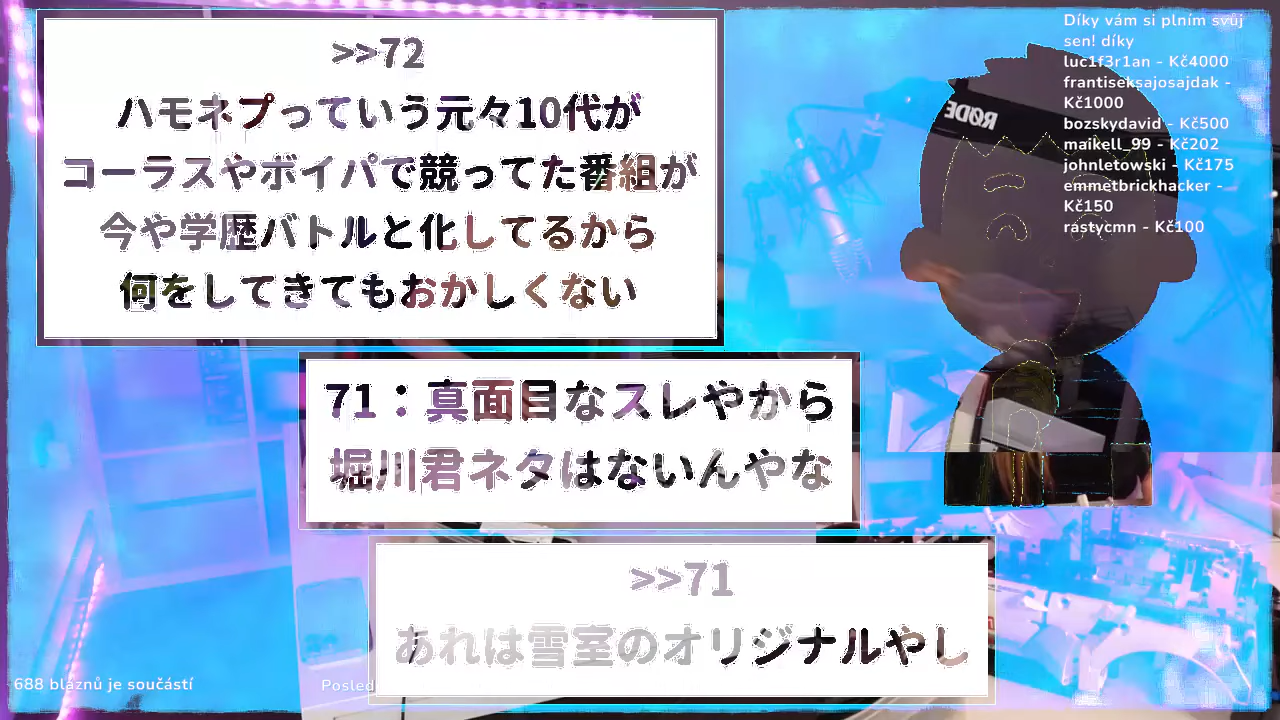 >>72
ハモネプっていう元々10代が
コーラスやボイパで競ってた番組が
今や学歴バトルと化してるから
何をしてきてもおかしくない
71：真面目なスレやから
堀川君ネタはないんやな
>>71
あれは雪室のオリジナルやし
Díky vám si plním svůj
sen! díky
luc1f3r1an - Kč4000
frantiseksajosajdak -
Kč1000
bozskydavid - Kč500
maikell_99 - Kč202
johnletowski - Kč175
emmetbrickhacker -
Kč150
rastycmn - Kč100
RØDE
688 bláznů je součástí
Posled